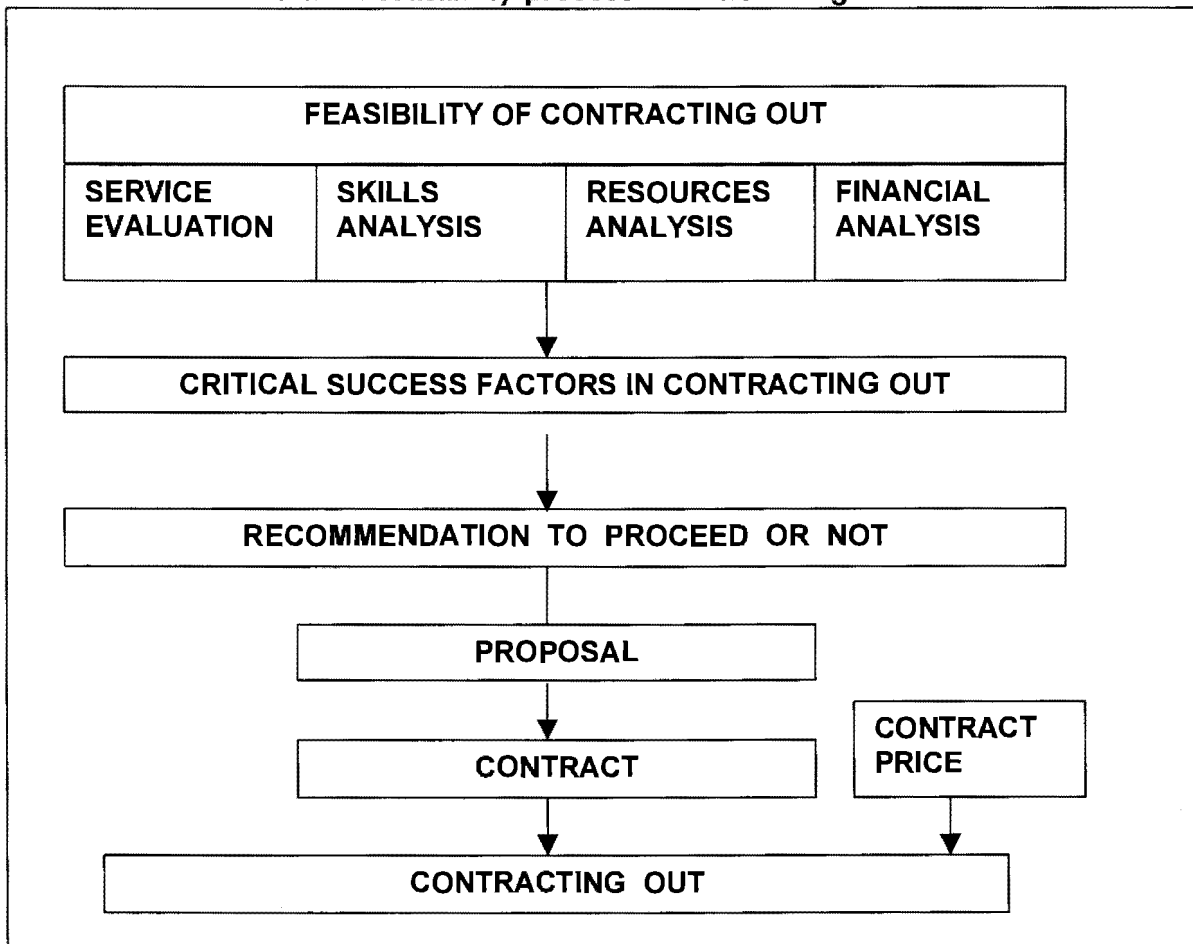 FEASIBILITY OF CONTRACTING OUT
SERVICE EVALUATION
SKILLS ANALYSIS
RESOURCES ANALYSIS
FINANCIAL ANALYSIS
CRITICAL SUCCESS FACTORS IN CONTRACTING OUT
RECOMMENDATION TO PROCEED OR NOT
PROPOSAL
CONTRACT
CONTRACT PRICE
CONTRACTING OUT